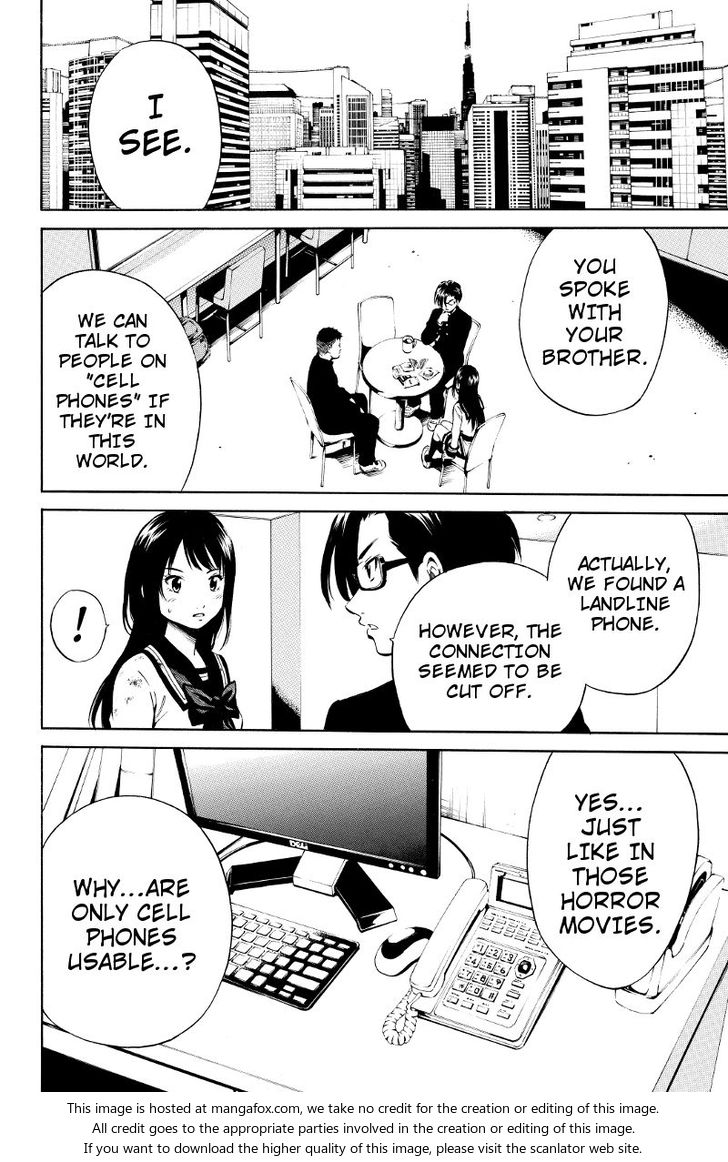 I
SEE.
YOU
SPOKE
WITH
YOUR
BROTHER.
WE CAN
TALK TO
PEOPLE ON
"CELL
PHONES" IF
THEY'RE IN
THIS
WORLD.
ACTUALLY,
WE FOUND A
LANDLINE
PHONE.
HOWEVER, THE
CONNECTION
SEEMED TO BE
CUT OFF.
!
YES...
JUST
LIKE IN
THOSE
HORROR
MOVIES.
DELL
WHY...ARE
ONLY CELL
PHONES
USABLE...?
This image is hosted at mangafox.com, we take no credit for the creation or editing of this image.
All credit goes to the appropriate parties involved in the creation or editing of this image.
If you want to download the higher quality of this image, please visit the scanlator web site.